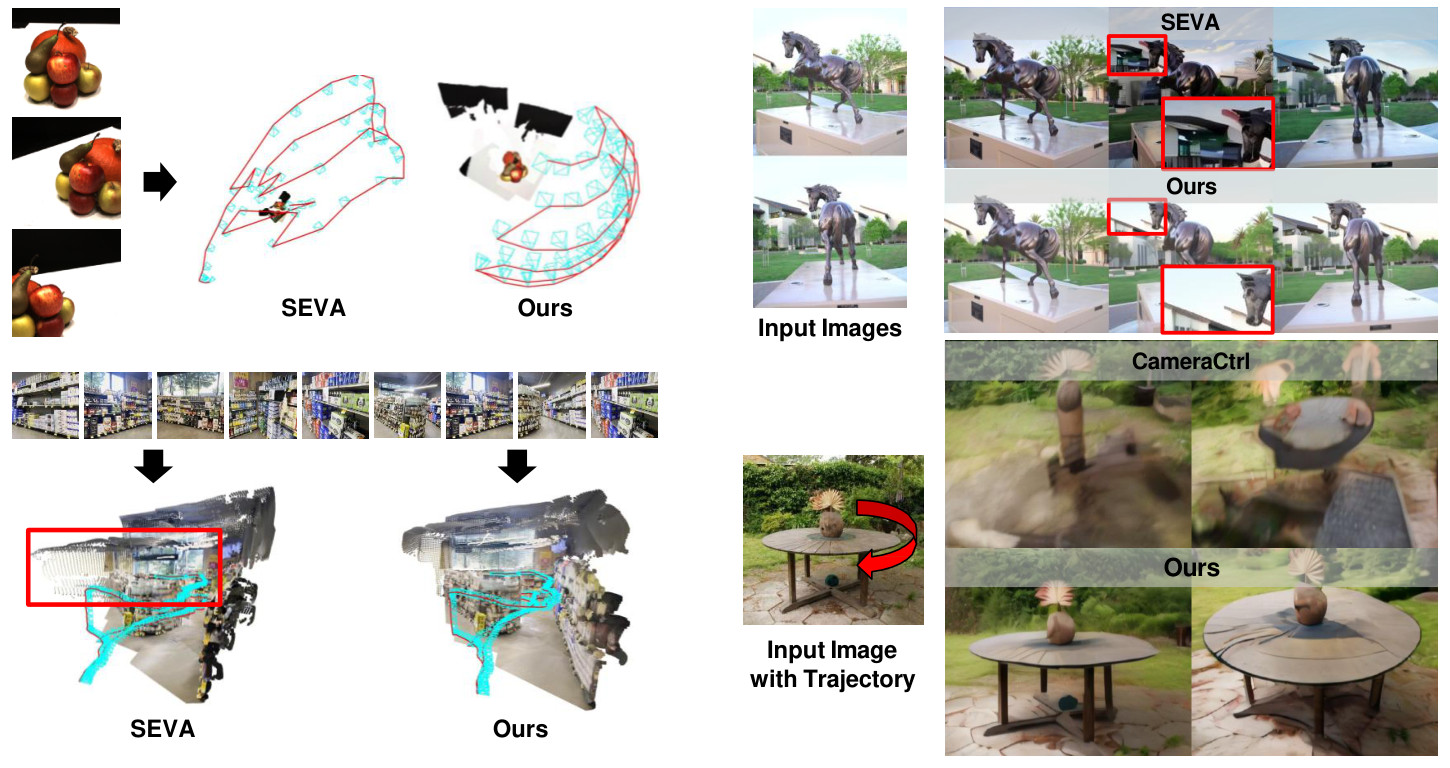 SEVA
Ours
SEVA
Ours
Input Images
SEVA
Ours
Input Image
with Trajectory
CameraCtrl
Ours